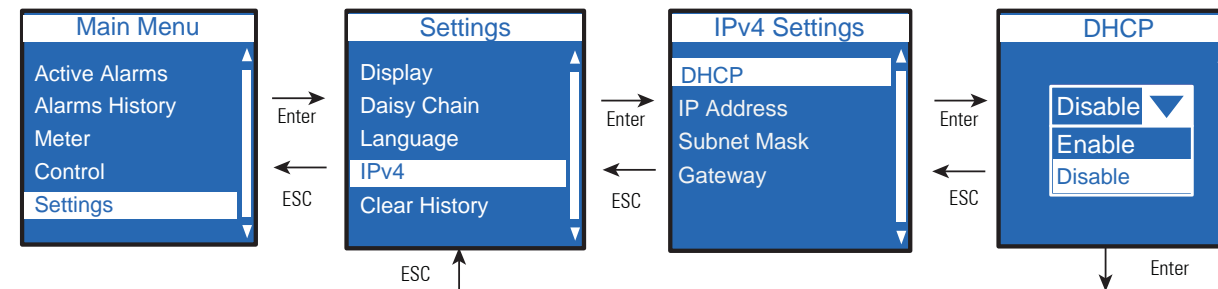 Main Menu
Active Alarms
Alarms History
Meter
Control
Settings
Enter
ESC
Settings
Display
Daisy Chain
Language
IPv4
Clear History
Enter
ESC
IPv4 Settings
DHCP
IP Address
Subnet Mask
Gateway
Enter
ESC
DHCP
Disable
Enable
Disable
ESC
Enter